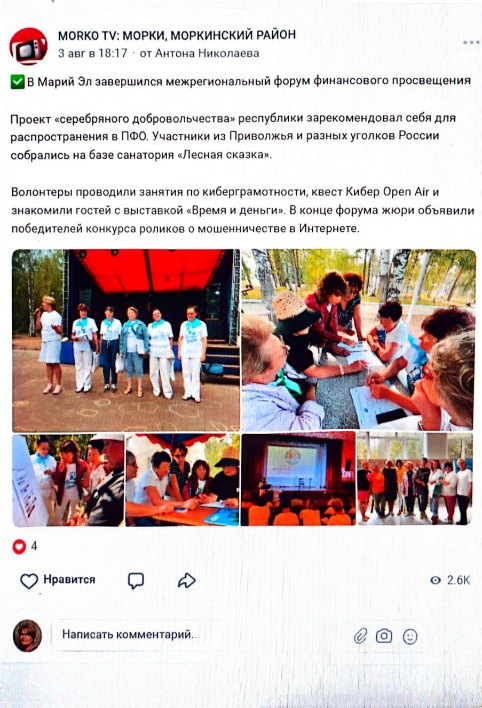 MORKO TV: МОРКИ, МОРКИНСКИЙ РАЙОН
3 авг в 18:17 · от Антона Николаева
✅В Марий Эл завершился межрегиональный форум финансового просвещения
Проект «серебряного добровольчества» республики зарекомендовал себя для
распространения в ПФО. Участники из Приволжья и разных уголков России
собрались на базе санатория «Лесная сказка».
Волонтеры проводили занятия по киберграмотности, квест Кибер Open Air и
знакомили гостей с выставкой «Время и деньги». В конце форума жюри объявили
победителей конкурса роликов о мошенничестве в Интернете.
4
Нравится
2.6K
Написать комментарий...